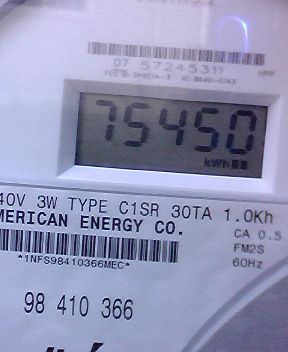 07 57245311
75450
kWh
40V 3W TYPE C1SR 30TA 1.0Kh
MERICAN ENERGY CO.
CA 0.5
FM2S
*1NFS98410366MEC*
60Hz
98 410 366